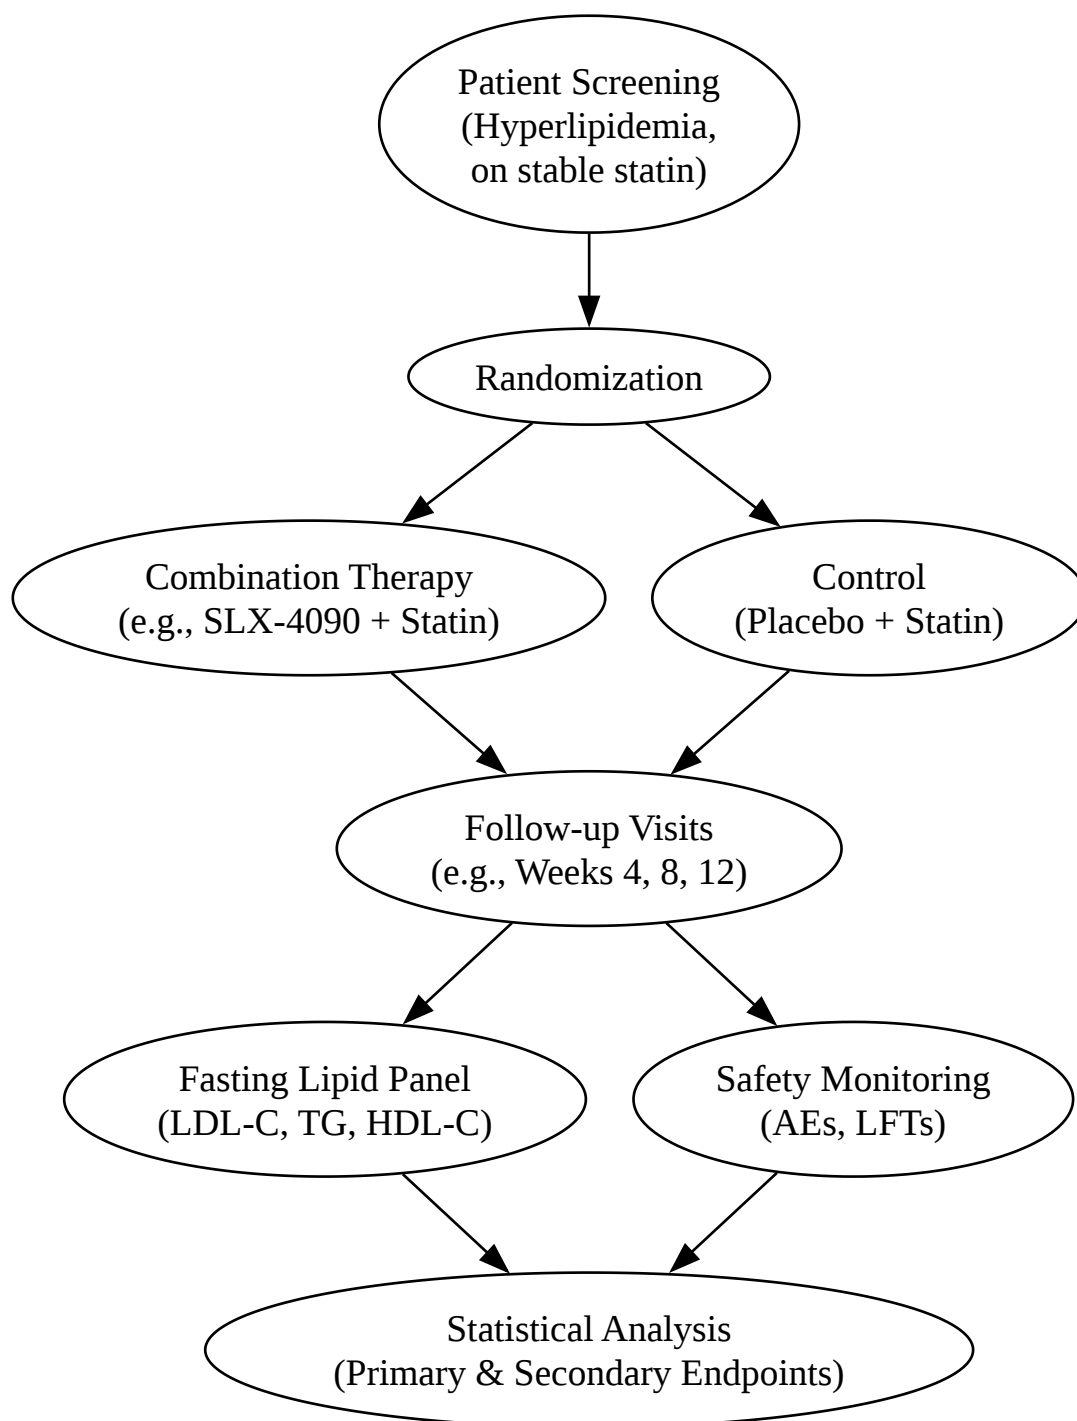 Patient Screening
(Hyperlipidemia,
on stable statin)
Randomization
Combination Therapy
(e.g., SLX-4090 + Statin)
Control
(Placebo + Statin)
Follow-up Visits
(e.g., Weeks 4, 8, 12)
Fasting Lipid Panel
(LDL-C, TG, HDL-C)
Safety Monitoring
(AEs, LFTs)
Statistical Analysis
(Primary & Secondary Endpoints)